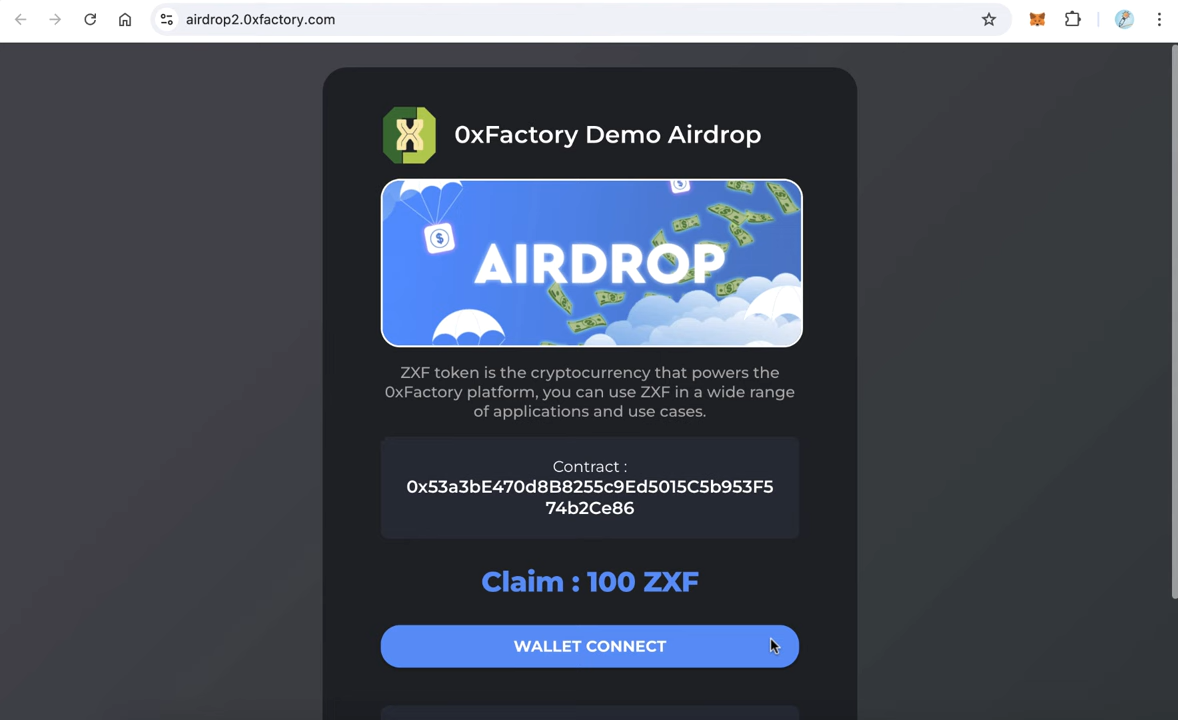 airdrop2.0xfactory.com
0xFactory Demo Airdrop
AIRDROP
ZXF token is the cryptocurrency that powers the
0xFactory platform, you can use ZXF in a wide range
of applications and use cases.
Contract :
0x53a3bE470d8B8255c9Ed5015C5b953F5
74b2Ce86
Claim : 100 ZXF
WALLET CONNECT